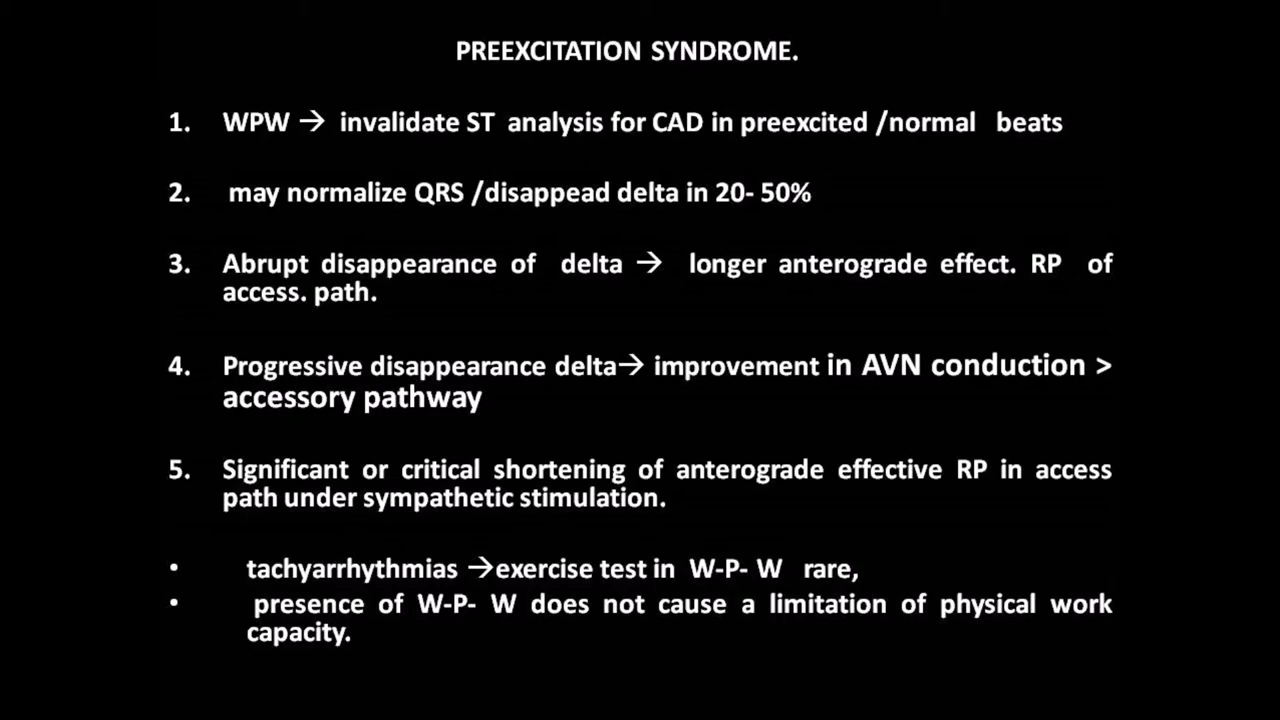 PREEXCITATION SYNDROME.
1. WPW → invalidate ST analysis for CAD in preexcited /normal beats
2. may normalize QRS /disappead delta in 20- 50%
3. Abrupt disappearance of delta → longer anterograde effect. RP of
access. path.
4. Progressive disappearance delta→ improvement in AVN conduction >
accessory pathway
5. Significant or critical shortening of anterograde effective RP in access
path under sympathetic stimulation.
• tachyarrhythmias →exercise test in W-P- W rare,
• presence of W-P- W does not cause a limitation of physical work
capacity.